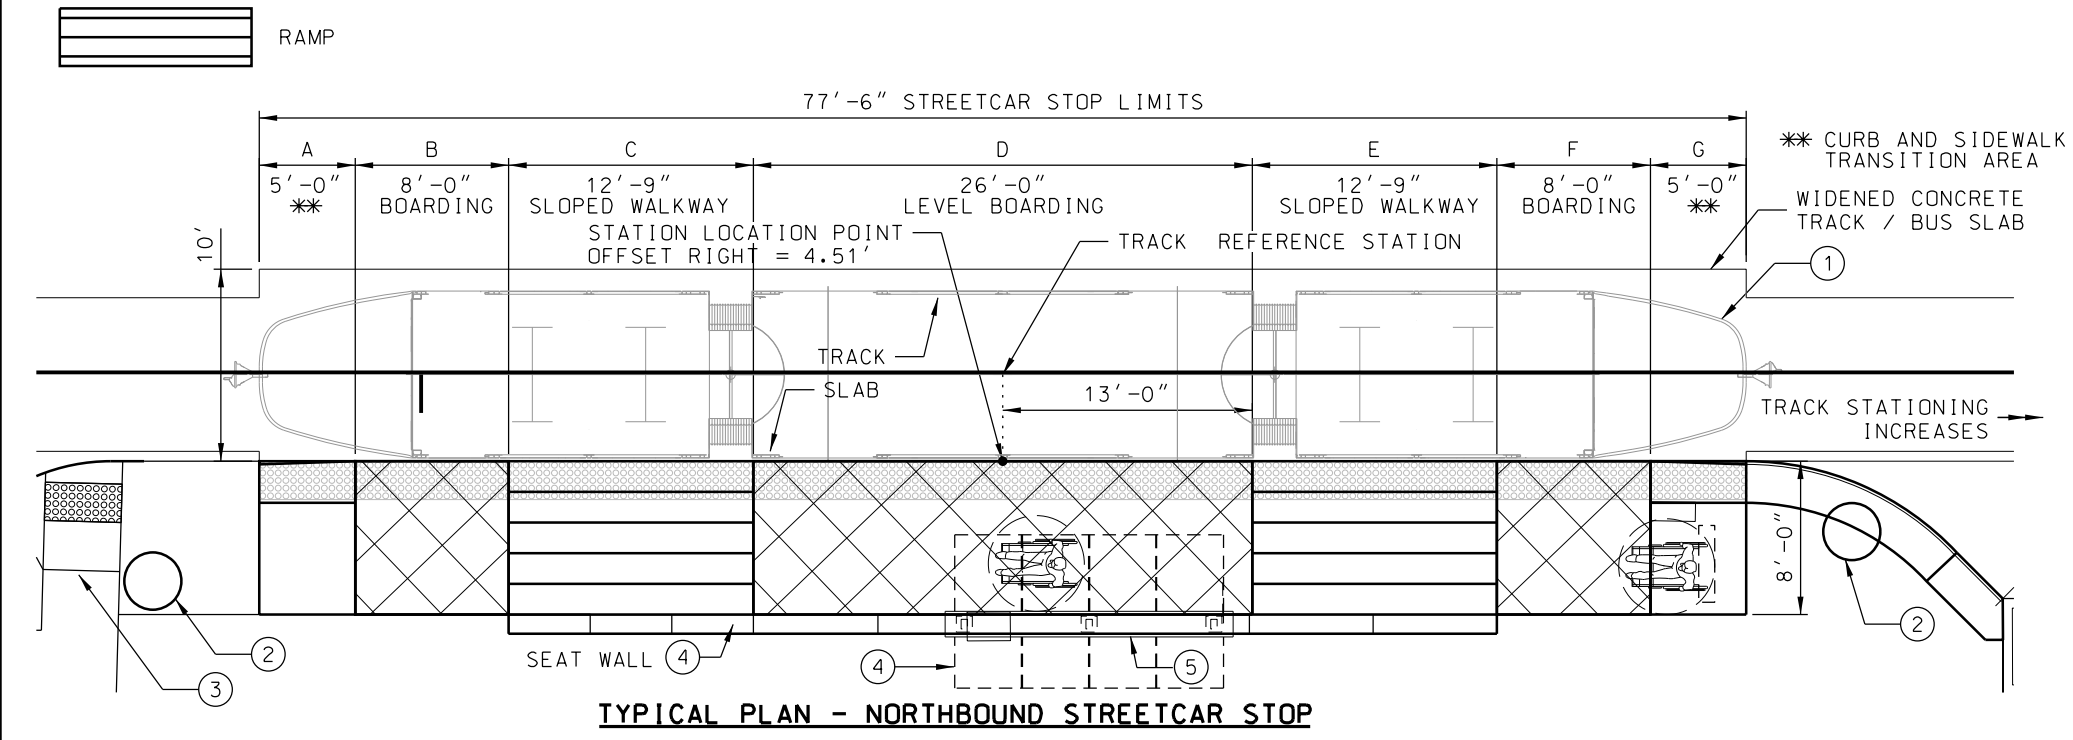 RAMP
77'-6" STREETCAR STOP LIMITS
A
B
C
D
E
F
G
5'-0"
**
8'-0"
BOARDING
12'-9"
SLOPED WALKWAY
26'-0"
LEVEL BOARDING
12'-9"
SLOPED WALKWAY
8'-0"
BOARDING
5'-0"
**
** CURB AND SIDEWALK
TRANSITION AREA
WIDENED CONCRETE
TRACK / BUS SLAB
1
10'
STATION LOCATION POINT
OFFSET RIGHT = 4.51'
TRACK REFERENCE STATION
TRACK
SLAB
13'-0"
TRACK STATIONING
INCREASES
8'-0"
2
3
SEAT WALL
4
4
5
2
TYPICAL PLAN - NORTHBOUND STREETCAR STOP